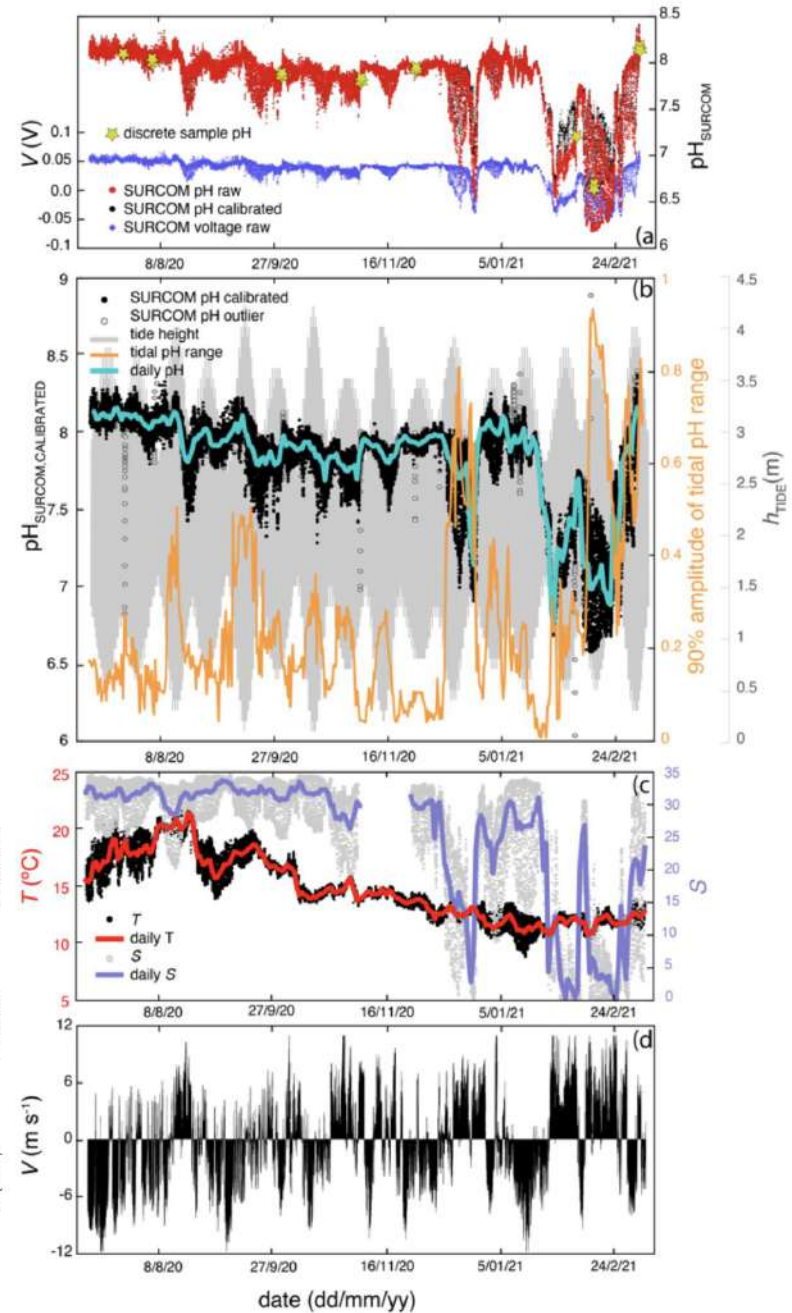 8.5
8
7.5
7
6.5
6
pH SURCOM
0.1
0.05
0.0
-0.05
-0.1
V (V)
discrete sample pH
SURCOM pH raw
SURCOM pH calibrated
SURCOM voltage raw
(a)
8/8/20 27/9/20 16/11/20 5/01/21 24/2/21
9
8.5
8
7.5
7
6.5
6
pH SURCOM,CALIBRATED
SURCOM pH calibrated
SURCOM pH outlier
tide height
tidal pH range
daily pH
(b
1
0.8
0.6
0.4
0.2
0
90% amplitude of tidal pH range
4.5
4
3.5
3
2.5
2
1.5
1
0.5
0
h TIDE (m)
8/8/20 27/9/20 16/11/20 5/01/21 24/2/21
25
20
15
10
5
T (ºC)
T
daily T
S
daily S
(c
35
30
25
20
15
10
5
0
S
8/8/20 27/9/20 16/11/20 5/01/21 24/2/21
12
6
0
-6
-12
V (m s-1)
(d
8/8/20 27/9/20 16/11/20 5/01/21 24/2/21
date (dd/mm/yy)